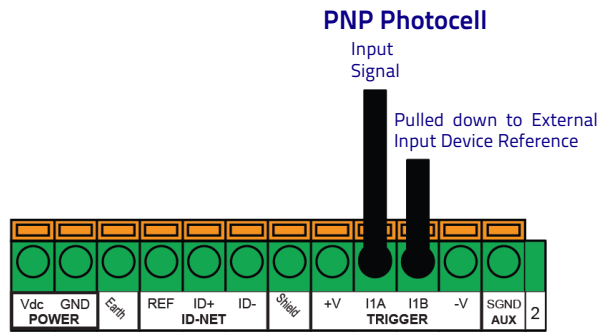 PNP Photocell
Input
Signal
Pulled down to External
Input Device Reference
Vdc GND Earth REF ID+ ID- Shield +V I1A I1B -V SGND 2
POWER ID-NET TRIGGER AUX